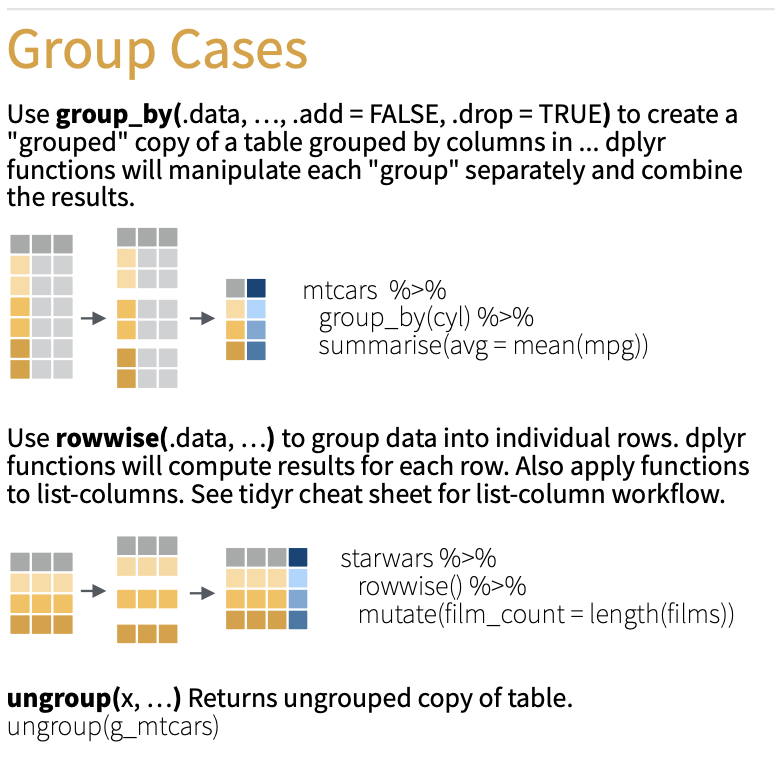 Group Cases
Use group_by(.data, …, .add = FALSE, .drop = TRUE) to create a
"grouped" copy of a table grouped by columns in ... dplyr
functions will manipulate each "group" separately and combine
the results.
mtcars %>%
group_by(cyl) %>%
summarise(avg = mean(mpg))
Use rowwise(.data, …) to group data into individual rows. dplyr
functions will compute results for each row. Also apply functions
to list-columns. See tidyr cheat sheet for list-column workflow.
starwars %>%
rowwise() %>%
mutate(film_count = length(films))
ungroup(x, …) Returns ungrouped copy of table.
ungroup(g_mtcars)